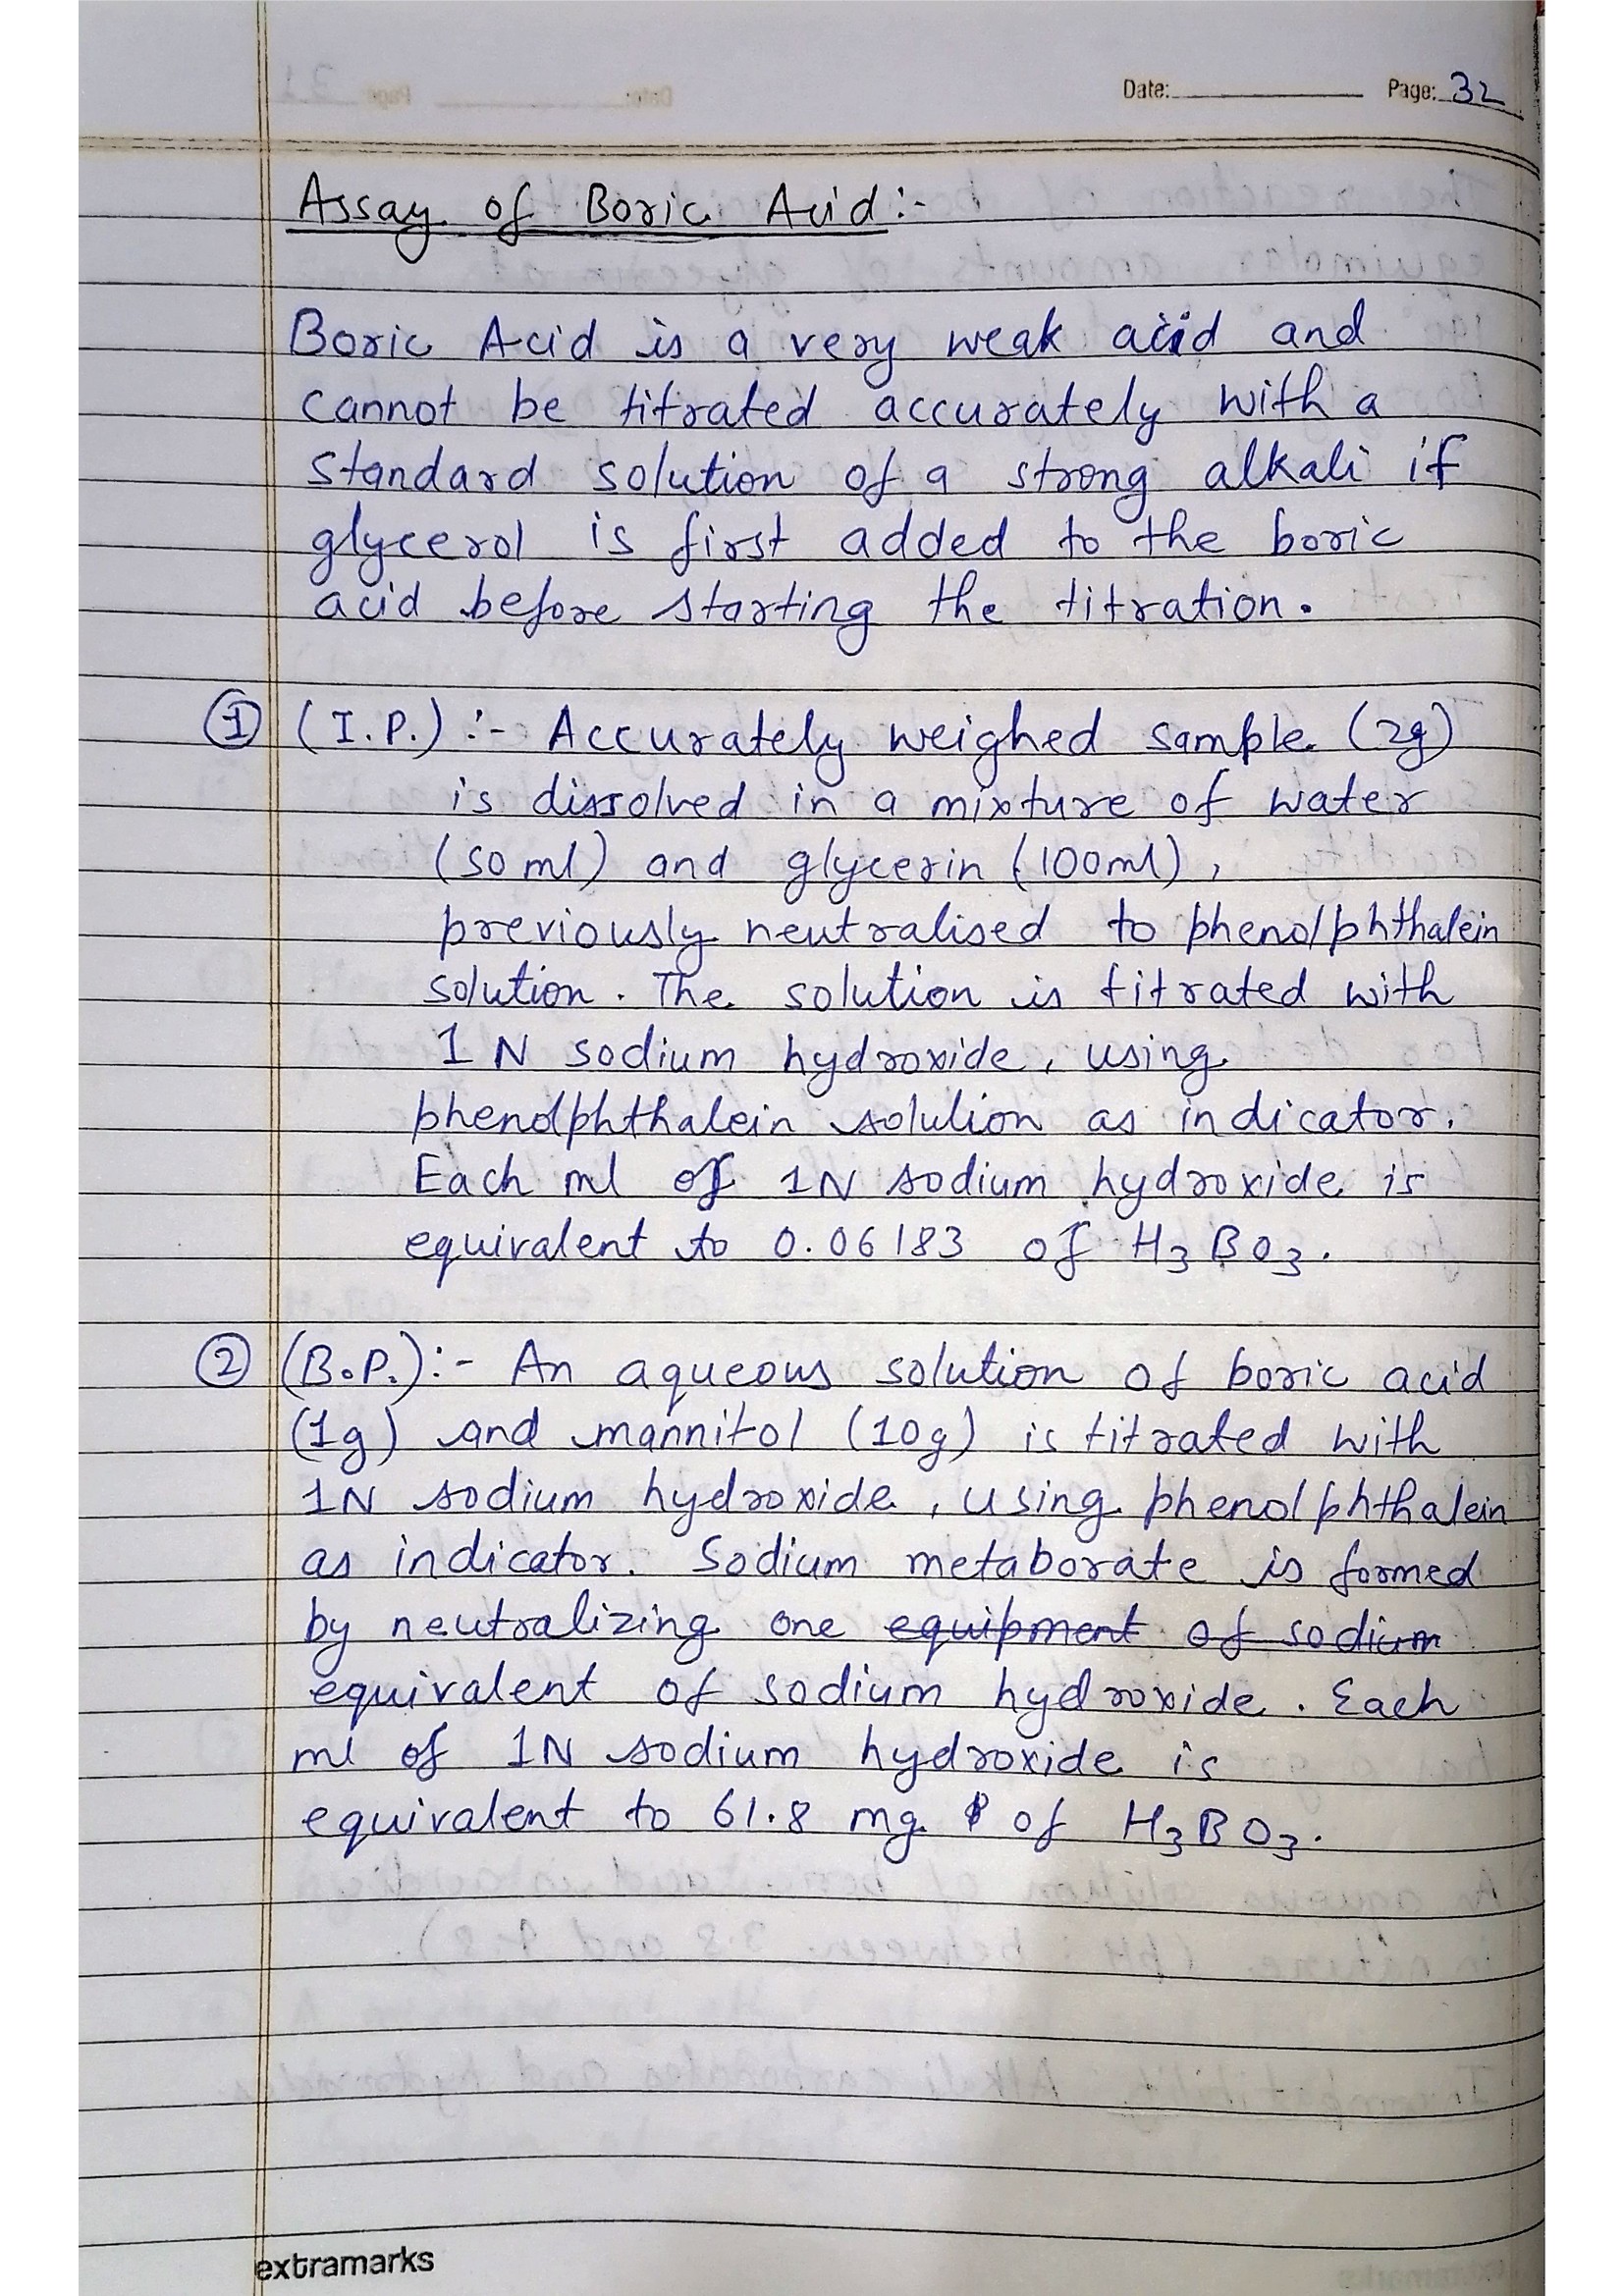 Date: Page: 32
Assay of Boric Acid :-
Boric Acid is a very weak acid and
cannot be titrated accurately with a
standard solution of a strong alkali if
glycerol is first added to the boric
acid before starting the titration.
① (I.P.) :- Accurately weighed sample (2g)
is dissolved in a mixture of water
(50 ml) and glycerin (100ml),
previously neutralised to phenolphthalein
solution. The solution is titrated with
1 N sodium hydroxide, using
phenolphthalein solution as indicator.
Each ml of 1N sodium hydroxide is
equivalent to 0.06183 of H3BO3.
② (B.P.) :- An aqueous solution of boric acid
(1g) and mannitol (10g) is titrated with
1N sodium hydroxide, using phenolphthalein
as indicator. Sodium metaborate is formed
by neutralizing one equipment of sodium
equivalent of sodium hydroxide. Each
ml of 1N sodium hydroxide is
equivalent to 61.8 mg of H3BO3.
extramarks